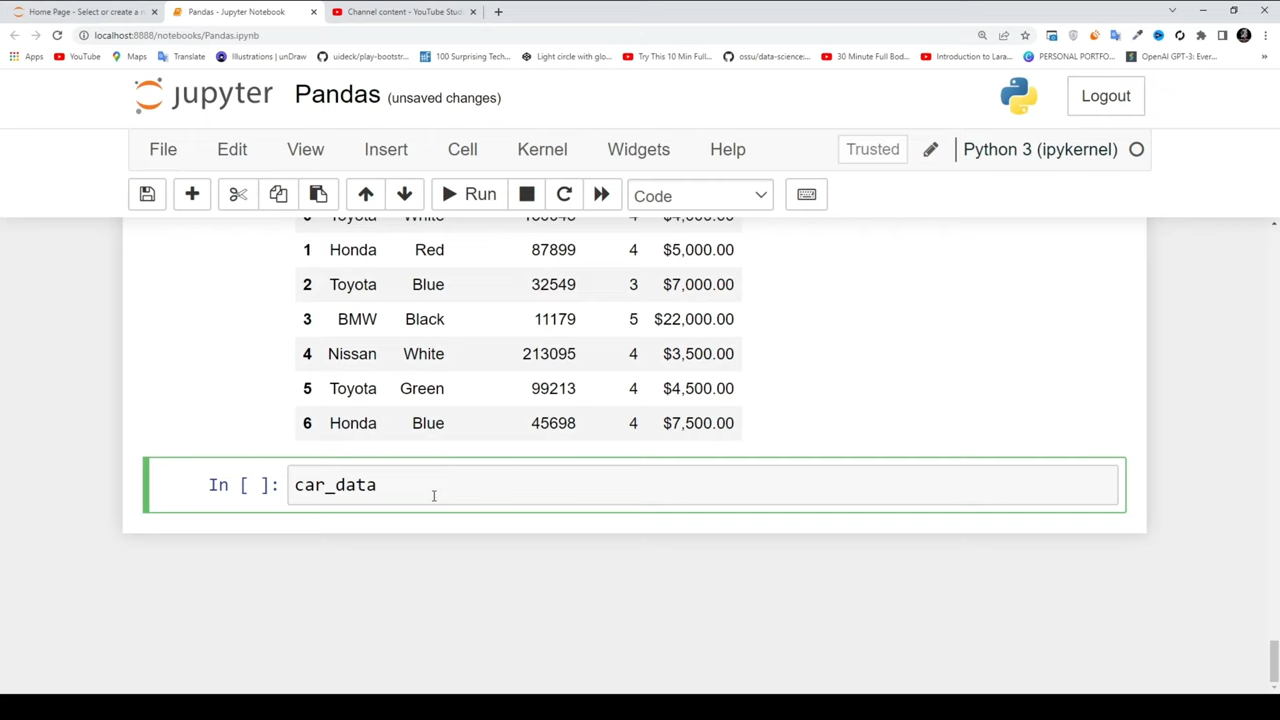 Home Page - Select or create a n
Pandas - Jupyter Notebook
Channel content - YouTube Stud
localhost:8888/notebooks/Pandas.ipynb
Apps YouTube Maps Translate Illustrations | unDraw uideck/play-bootstr... 100 Surprising Tech... Light circle with glo... Try This 10 Min Full... ossu/data-science:... 30 Minute Full Bod... Introduction to Lara... PERSONAL PORTFO... OpenAI GPT-3: Ever...
jupyter Pandas (unsaved changes) Logout
File Edit View Insert Cell Kernel Widgets Help Trusted Python 3 (ipykernel)
Run Code
0 Toyota White 4
1 Honda Red 87899 4 $5,000.00
2 Toyota Blue 32549 3 $7,000.00
3 BMW Black 11179 5 $22,000.00
4 Nissan White 213095 4 $3,500.00
5 Toyota Green 99213 4 $4,500.00
6 Honda Blue 45698 4 $7,500.00
In [ ]: car_data